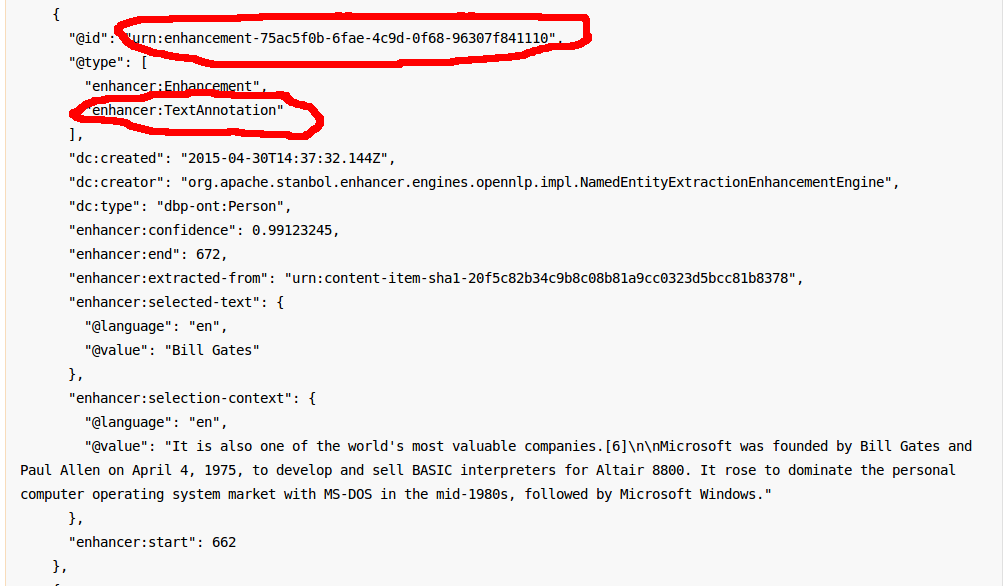 {
"@id": "urn:enhancement-75ac5f0b-6fae-4c9d-0f68-96307f841110",
"@type": [
"enhancer:Enhancement",
"enhancer:TextAnnotation"
],
"dc:created": "2015-04-30T14:37:32.144Z",
"dc:creator": "org.apache.stanbol.enhancer.engines.opennlp.impl.NamedEntityExtractionEnhancementEngine",
"dc:type": "dbp-ont:Person",
"enhancer:confidence": 0.99123245,
"enhancer:end": 672,
"enhancer:extracted-from": "urn:content-item-sha1-20f5c82b34c9b8c08b81a9cc0323d5bcc81b8378",
"enhancer:selected-text": {
"@language": "en",
"@value": "Bill Gates"
},
"enhancer:selection-context": {
"@language": "en",
"@value": "It is also one of the world's most valuable companies.[6]\n\nMicrosoft was founded by Bill Gates and
Paul Allen on April 4, 1975, to develop and sell BASIC interpreters for Altair 8800. It rose to dominate the personal
computer operating system market with MS-DOS in the mid-1980s, followed by Microsoft Windows."
},
"enhancer:start": 662
},